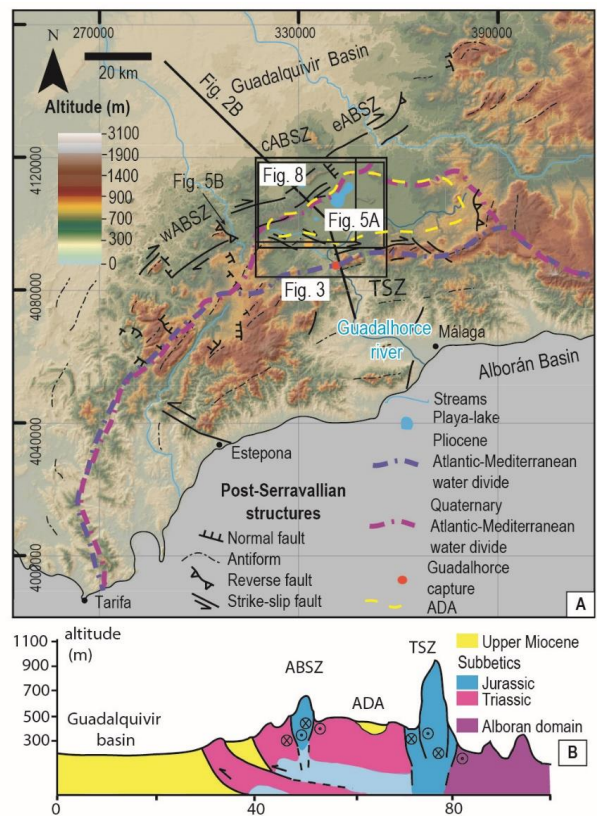 270000 330000 390000
N
20 km
Altitude (m)
3100
1900
1400
900
700
300
0
4120000
4080000
4040000
4000000
Guadalquivir Basin
Fig. 2B
eABSZ
cABSZ
Fig. 8
Fig. 5B
Fig. 5A
wABSZ
Fig. 3
TSZ
Guadalhorce
river
Málaga
Alborán Basin
Estepona
Tarifa
Streams
Playa-lake
Pliocene
Atlantic-Mediterranean
water divide
Quaternary
Atlantic-Mediterranean
water divide
Guadalhorce
capture
ADA
Post-Serravallian
structures
Normal fault
Antiform
Reverse fault
Strike-slip fault
A
altitude
(m)
1100
900
700
500
300
Guadalquivir
basin
ABSZ
ADA
TSZ
Upper Miocene
Subbetics
Jurassic
Triassic
Alboran domain
B
0 40 80